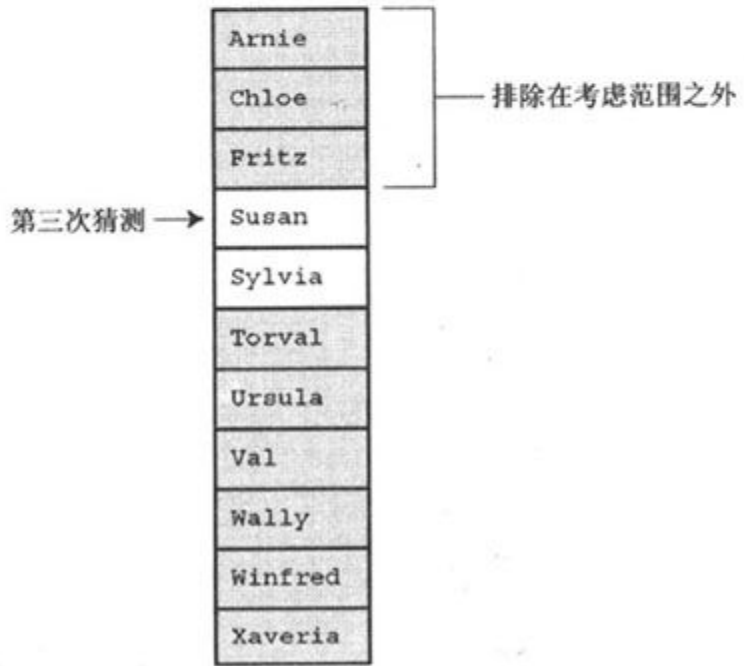 Arnie
Chloe
排除在考虑范围之外
Fritz
第三次猜测
Susan
Sylvia
Torval
Ursula
Val
Wally
Winfred
Xaveria